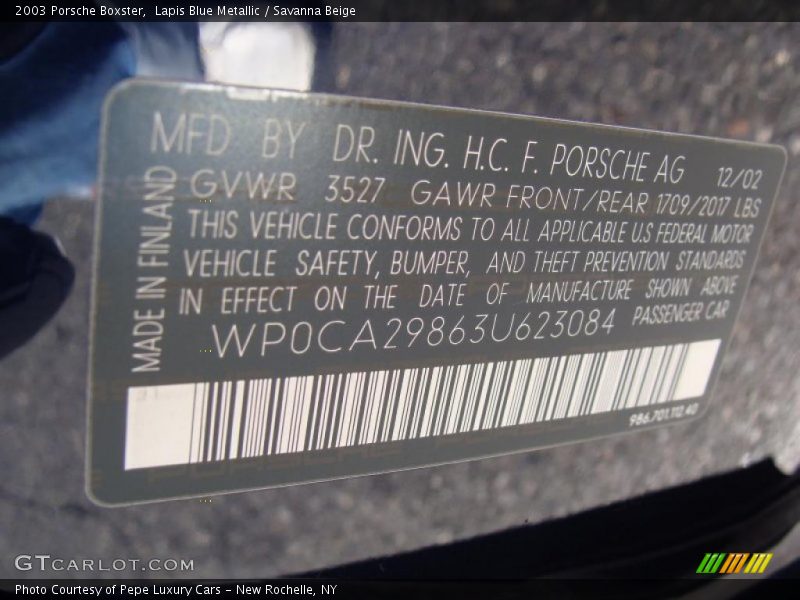 2003 Porsche Boxster,  Lapis Blue Metallic / Savanna Beige
MFD BY DR. ING. H.C. F. PORSCHE AG 12/02
GVWR 3527 GAWR FRONT/REAR 1709/2017 LBS
THIS VEHICLE CONFORMS TO ALL APPLICABLE U.S FEDERAL MOTOR
VEHICLE SAFETY, BUMPER, AND THEFT PREVENTION STANDARDS
IN EFFECT ON THE DATE OF MANUFACTURE SHOWN ABOVE
WP0CA29863U623084 PASSENGER CAR
MADE IN FINLAND
986.701.112.40
GTCARLOT.COM
Photo Courtesy of Pepe Luxury Cars - New Rochelle, NY